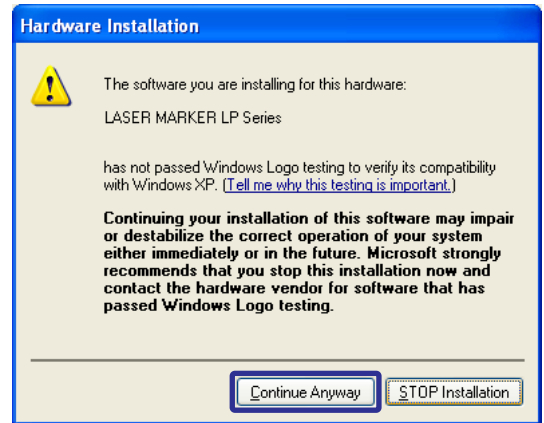 Hardware Installation
The software you are installing for this hardware:
LASER MARKER LP Series
has not passed Windows Logo testing to verify its compatibility
with Windows XP. (Tell me why this testing is important.)
Continuing your installation of this software may impair
or destabilize the correct operation of your system
either immediately or in the future. Microsoft strongly
recommends that you stop this installation now and
contact the hardware vendor for software that has
passed Windows Logo testing.
Continue Anyway STOP Installation